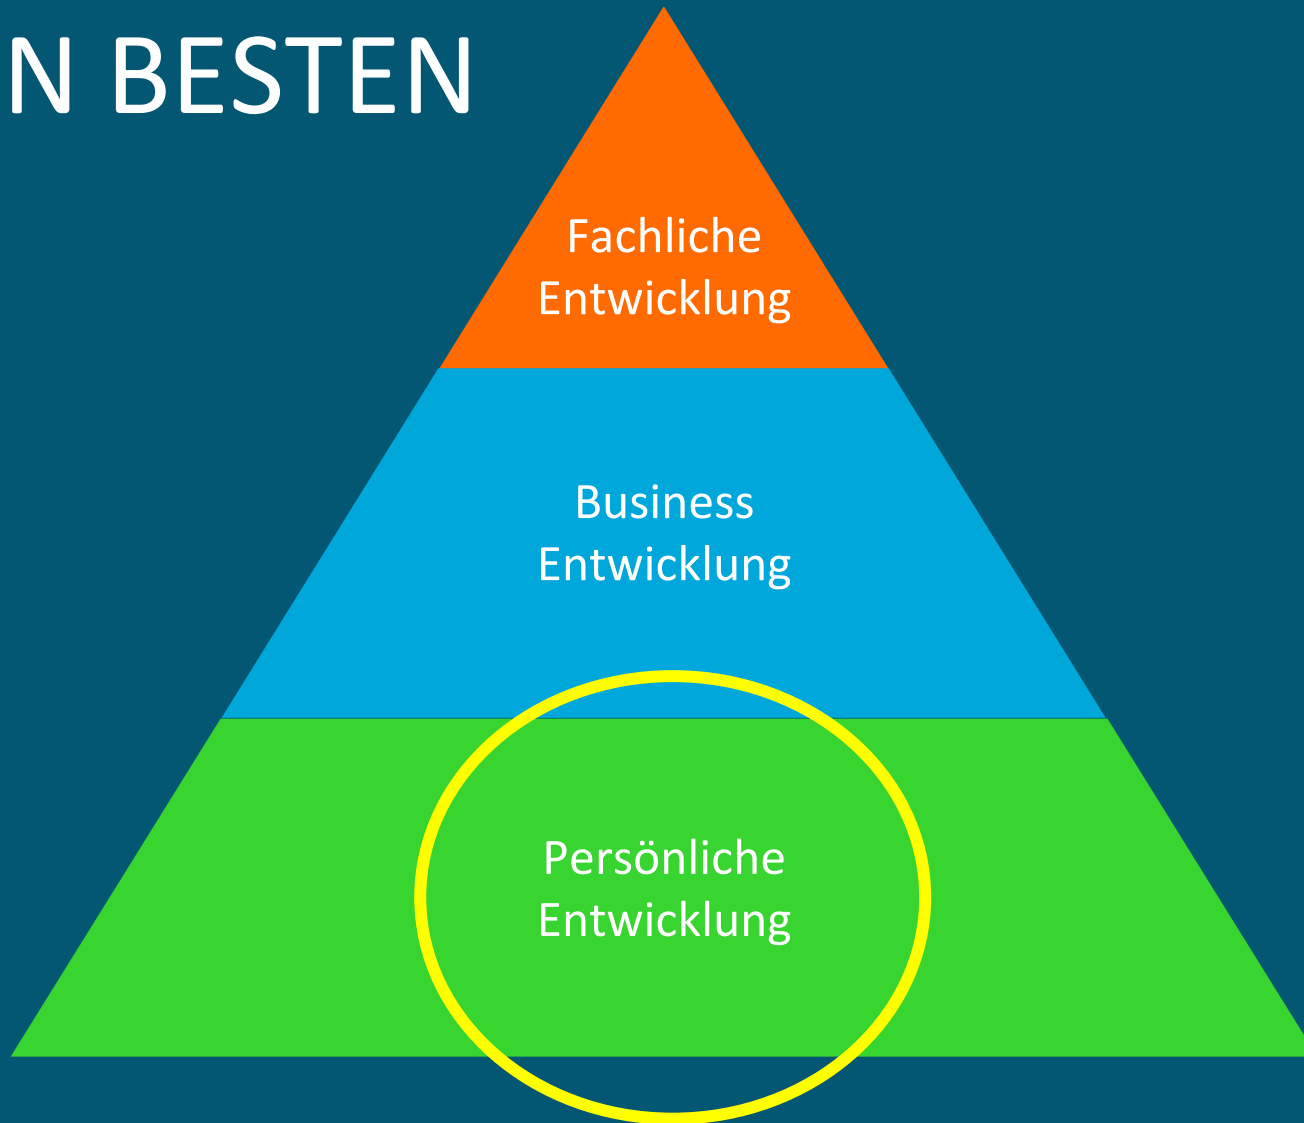 N BESTEN
Fachliche
Entwicklung
Business
Entwicklung
Persönliche
Entwicklung